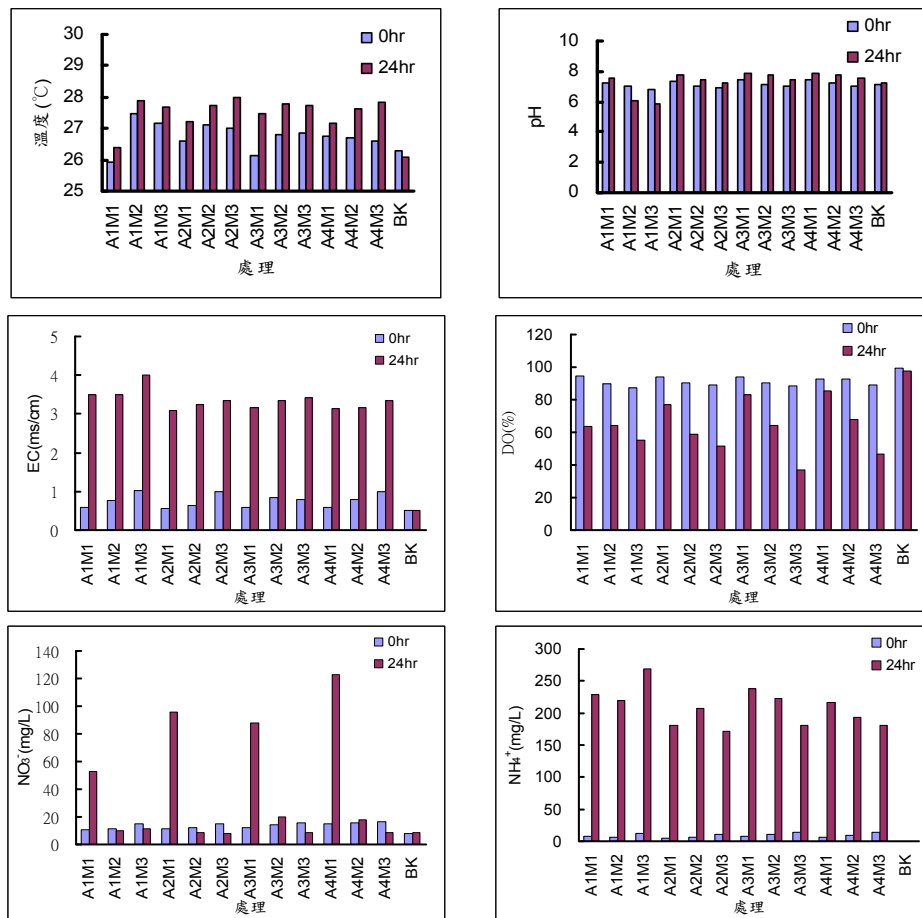 30
29
28
27
26
25
溫度 (℃)
0hr
24hr
A1M1
A1M2
A1M3
A2M1
A2M2
A2M3
A3M1
A3M2
A3M3
A4M1
A4M2
A4M3
BK
處理
10
8
6
4
2
0
pH
0hr
24hr
A1M1
A1M2
A1M3
A2M1
A2M2
A2M3
A3M1
A3M2
A3M3
A4M1
A4M2
A4M3
BK
處理
5
4
3
2
1
0
EC(ms/cm)
0hr
24hr
A1M1
A1M2
A1M3
A2M1
A2M2
A2M3
A3M1
A3M2
A3M3
A4M1
A4M2
A4M3
BK
處理
120
100
80
60
40
20
0
DO(%)
0hr
24hr
A1M1
A1M2
A1M3
A2M1
A2M2
A2M3
A3M1
A3M2
A3M3
A4M1
A4M2
A4M3
BK
處理
140
120
100
80
60
40
20
0
NO₃⁻(mg/L)
0hr
24hr
A1M1
A1M2
A1M3
A2M1
A2M2
A2M3
A3M1
A3M2
A3M3
A4M1
A4M2
A4M3
BK
處理
300
250
200
150
100
50
0
NH₄⁺(mg/L)
0hr
24hr
A1M1
A1M2
A1M3
A2M1
A2M2
A2M3
A3M1
A3M2
A3M3
A4M1
A4M2
A4M3
BK
處理